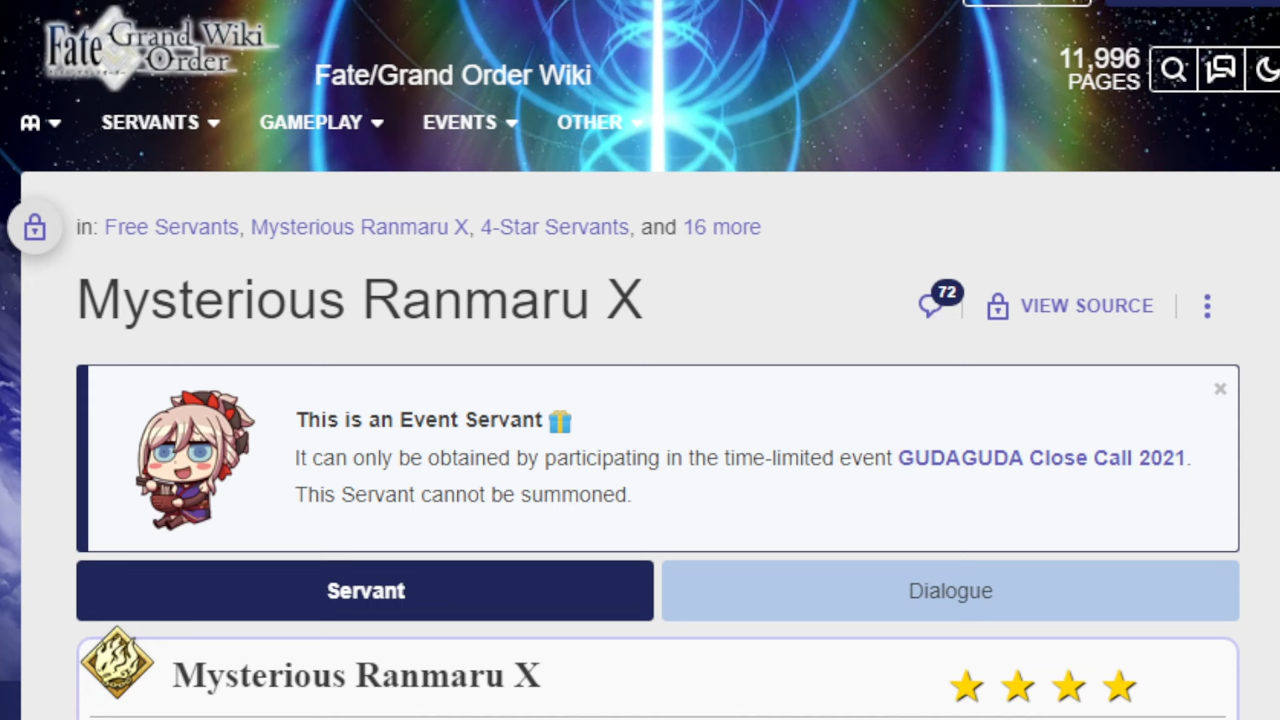 Fate Grand Wiki
Order
Fate/Grand Order Wiki
11,996
PAGES
SERVANTS GAMEPLAY EVENTS OTHER
in: Free Servants, Mysterious Ranmaru X, 4-Star Servants, and 16 more
Mysterious Ranmaru X
72
VIEW SOURCE
This is an Event Servant
It can only be obtained by participating in the time-limited event GUDAGUDA Close Call 2021.
This Servant cannot be summoned.
Servant
Dialogue
Mysterious Ranmaru X